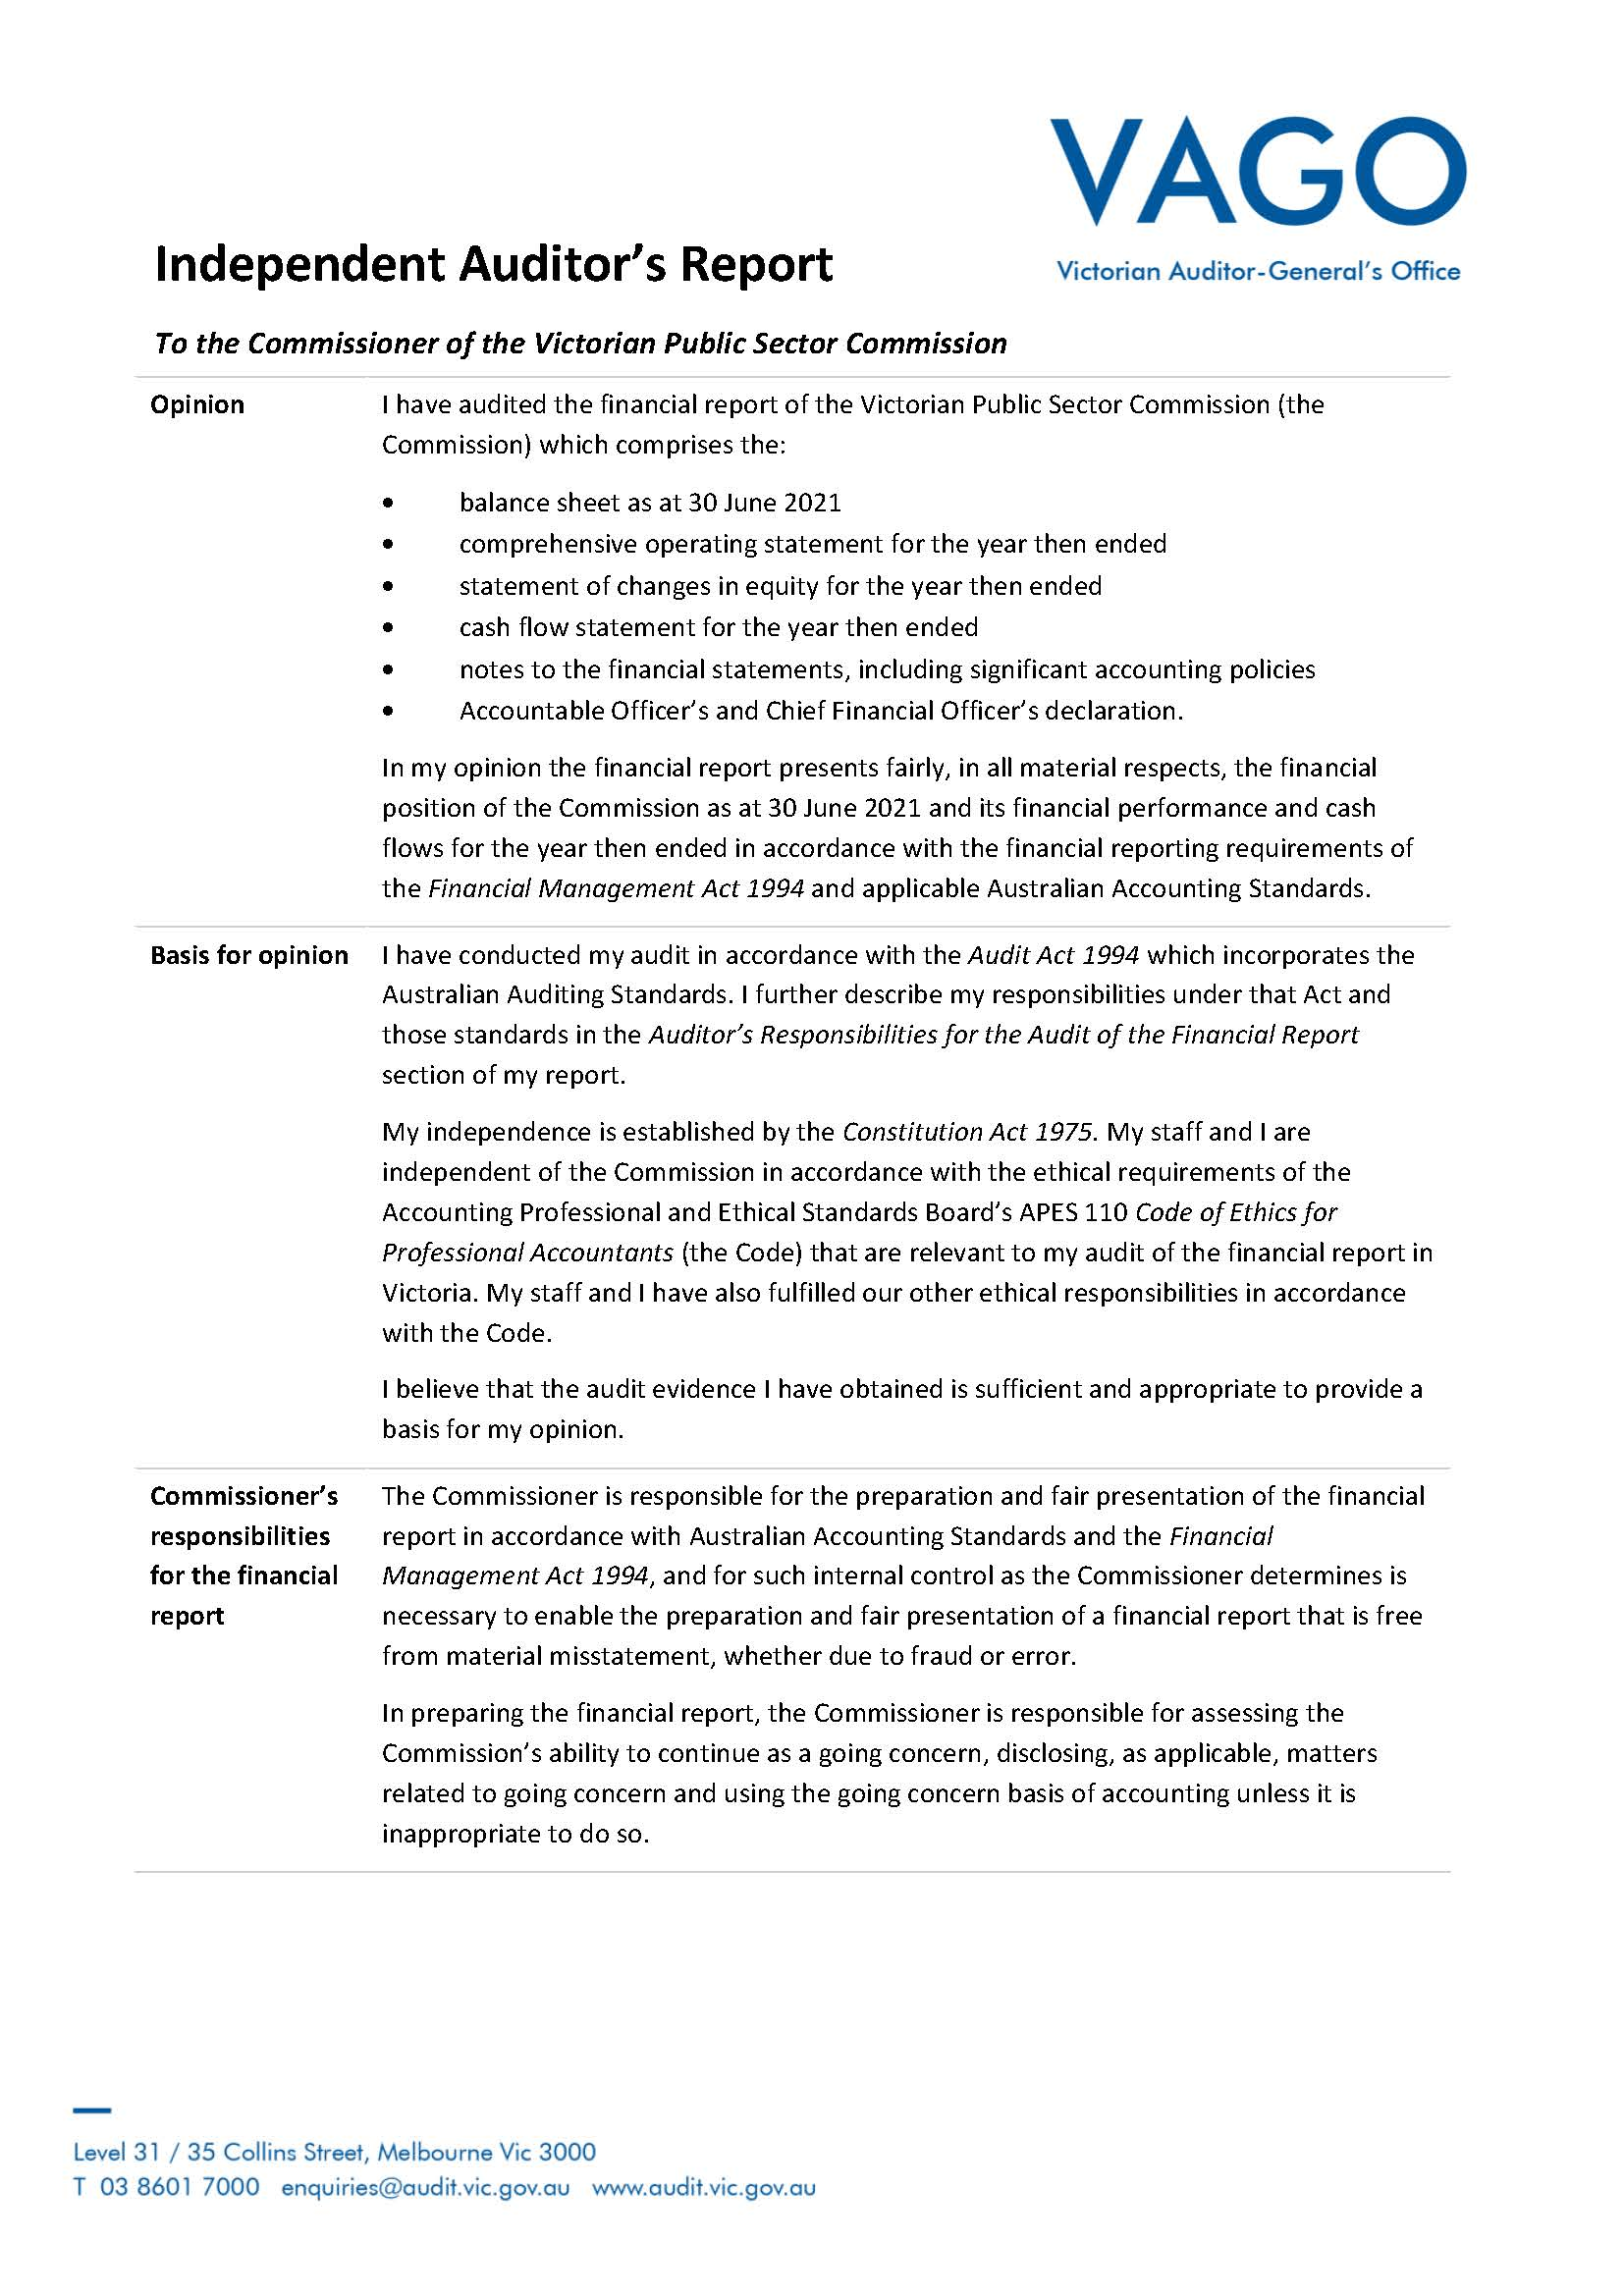 VAGO
Independent Auditor's Report
Victorian Auditor-General's Office
To the Commissioner of the Victorian Public Sector Commission
Opinion
I have audited the financial report of the Victorian Public Sector Commission (the
Commission) which comprises the:
• balance sheet as at 30 June 2021
• comprehensive operating statement for the year then ended
• statement of changes in equity for the year then ended
• cash flow statement for the year then ended
• notes to the financial statements, including significant accounting policies
• Accountable Officer's and Chief Financial Officer's declaration.
In my opinion the financial report presents fairly, in all material respects, the financial
position of the Commission as at 30 June 2021 and its financial performance and cash
flows for the year then ended in accordance with the financial reporting requirements of
the Financial Management Act 1994 and applicable Australian Accounting Standards.
Basis for opinion
I have conducted my audit in accordance with the Audit Act 1994 which incorporates the
Australian Auditing Standards. I further describe my responsibilities under that Act and
those standards in the Auditor's Responsibilities for the Audit of the Financial Report
section of my report.
My independence is established by the Constitution Act 1975. My staff and I are
independent of the Commission in accordance with the ethical requirements of the
Accounting Professional and Ethical Standards Board's APES 110 Code of Ethics for
Professional Accountants (the Code) that are relevant to my audit of the financial report in
Victoria. My staff and I have also fulfilled our other ethical responsibilities in accordance
with the Code.
I believe that the audit evidence I have obtained is sufficient and appropriate to provide a
basis for my opinion.
Commissioner's
responsibilities
for the financial
report
The Commissioner is responsible for the preparation and fair presentation of the financial
report in accordance with Australian Accounting Standards and the Financial
Management Act 1994, and for such internal control as the Commissioner determines is
necessary to enable the preparation and fair presentation of a financial report that is free
from material misstatement, whether due to fraud or error.
In preparing the financial report, the Commissioner is responsible for assessing the
Commission's ability to continue as a going concern, disclosing, as applicable, matters
related to going concern and using the going concern basis of accounting unless it is
inappropriate to do so.
Level 31 / 35 Collins Street, Melbourne Vic 3000
T 03 8601 7000 enquiries@audit.vic.gov.au www.audit.vic.gov.au